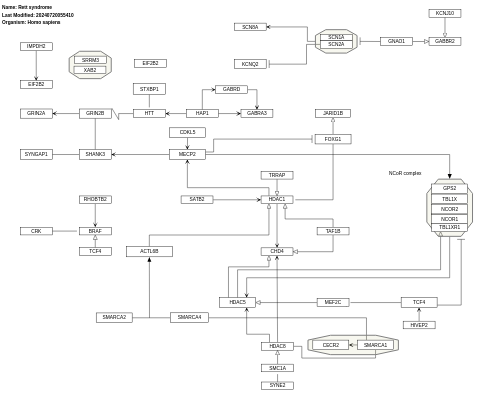 Name: Rett syndrome
Last Modified: 20240720055410
Organism: Homo sapiens
KCNJ10
SCN8A
SCN1A
SCN2A
GNAO1
GABBR2
IMPDH2
SRRM3
XAB2
EIF2B2
KCNQ2
EIF2B2
STXBP1
GABRD
GRIN2A
GRIN2B
HTT
HAP1
GABRA3
JARID1B
CDKL5
FOXG1
SYNGAP1
SHANK3
MECP2
NCoR complex
TRRAP
GPS2
RHOBTB2
SATB2
HDAC1
TBL1X
NCOR2
NCOR1
TBL1XR1
CRK
BRAF
TAF1B
TCF4
ACTL6B
CHD4
HDAC5
MEF2C
TCF4
SMARCA2
SMARCA4
HIVEP2
HDAC8
CECR2
SMARCA1
SMC1A
SYNE2